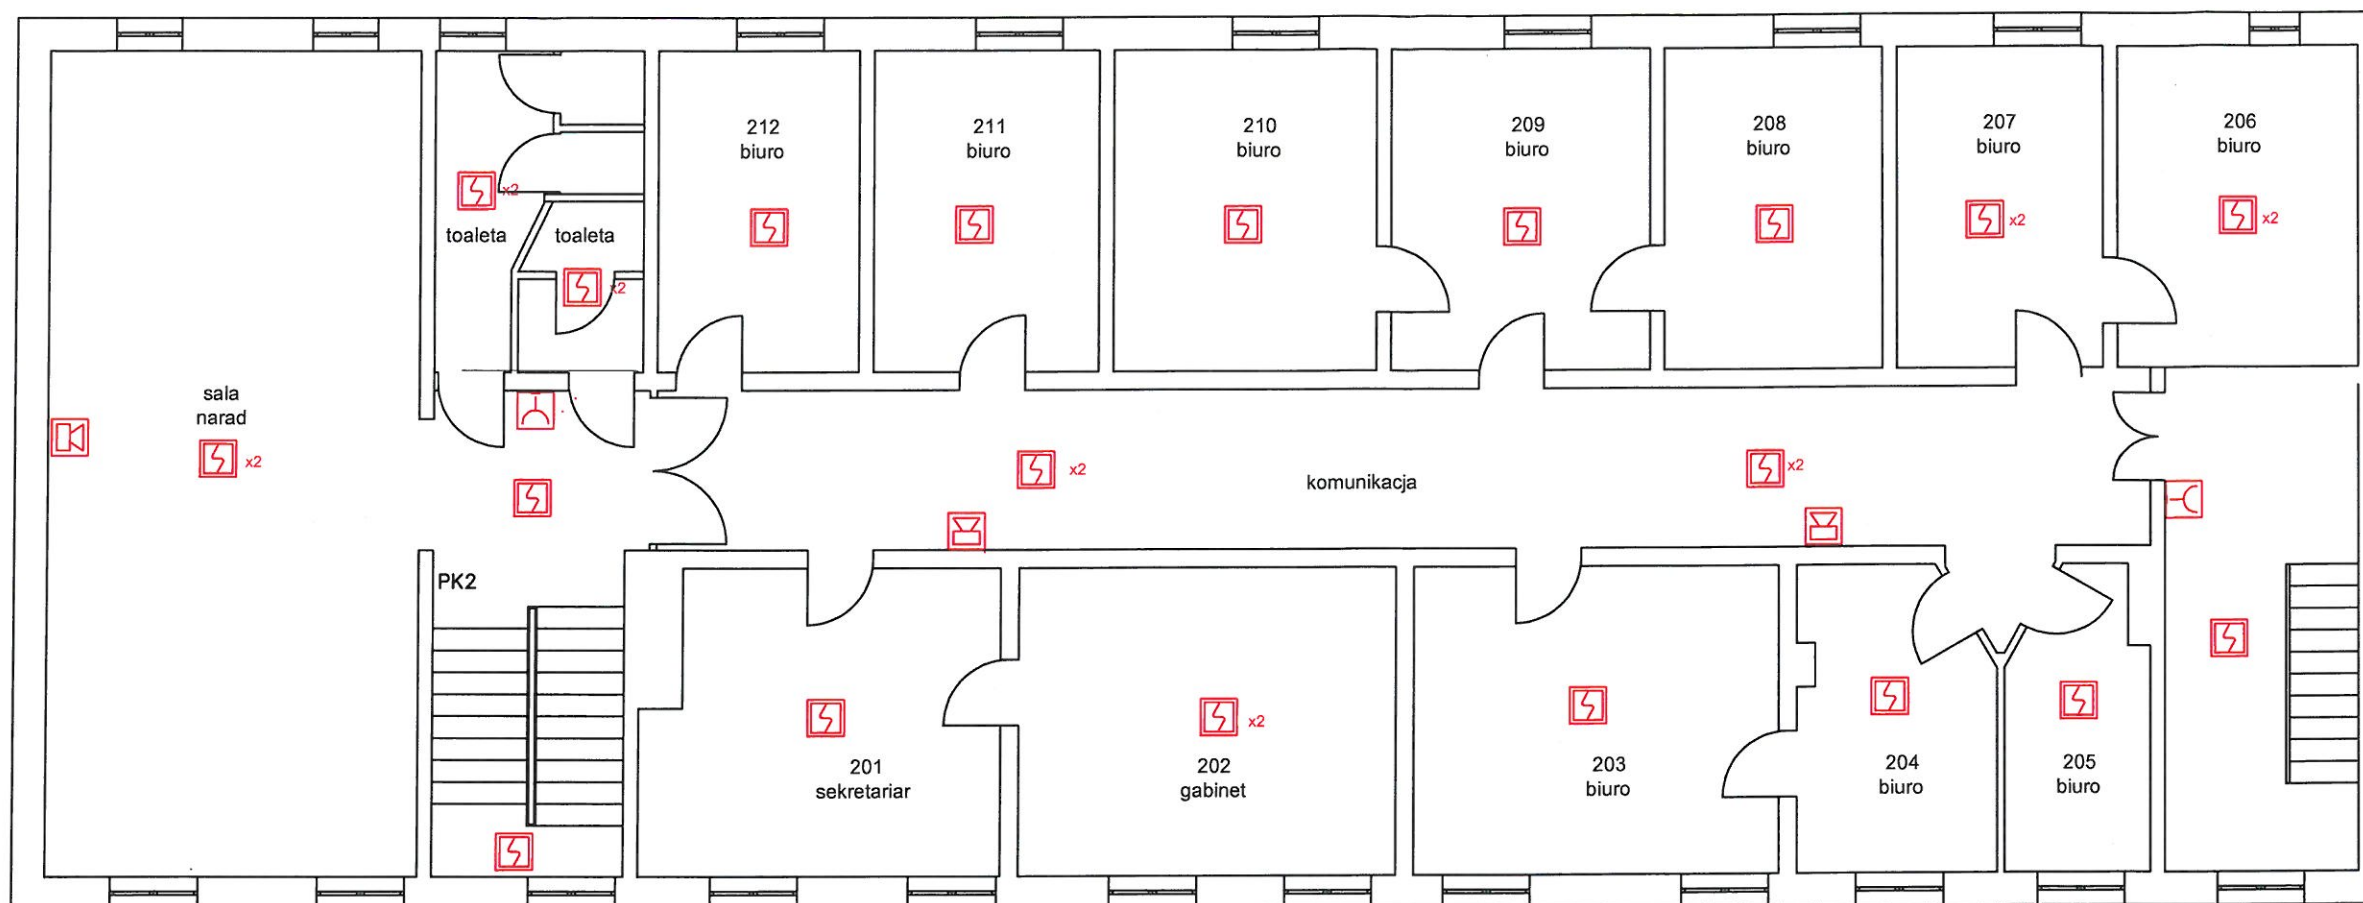 212
biuro
211
biuro
210
biuro
209
biuro
208
biuro
207
biuro
206
biuro
x2
toaleta
toaleta
x2
x2
x2
sala
narad
x2
x2
komunikacja
x2
PK2
201
sekretariar
202
gabinet
x2
203
biuro
204
biuro
205
biuro